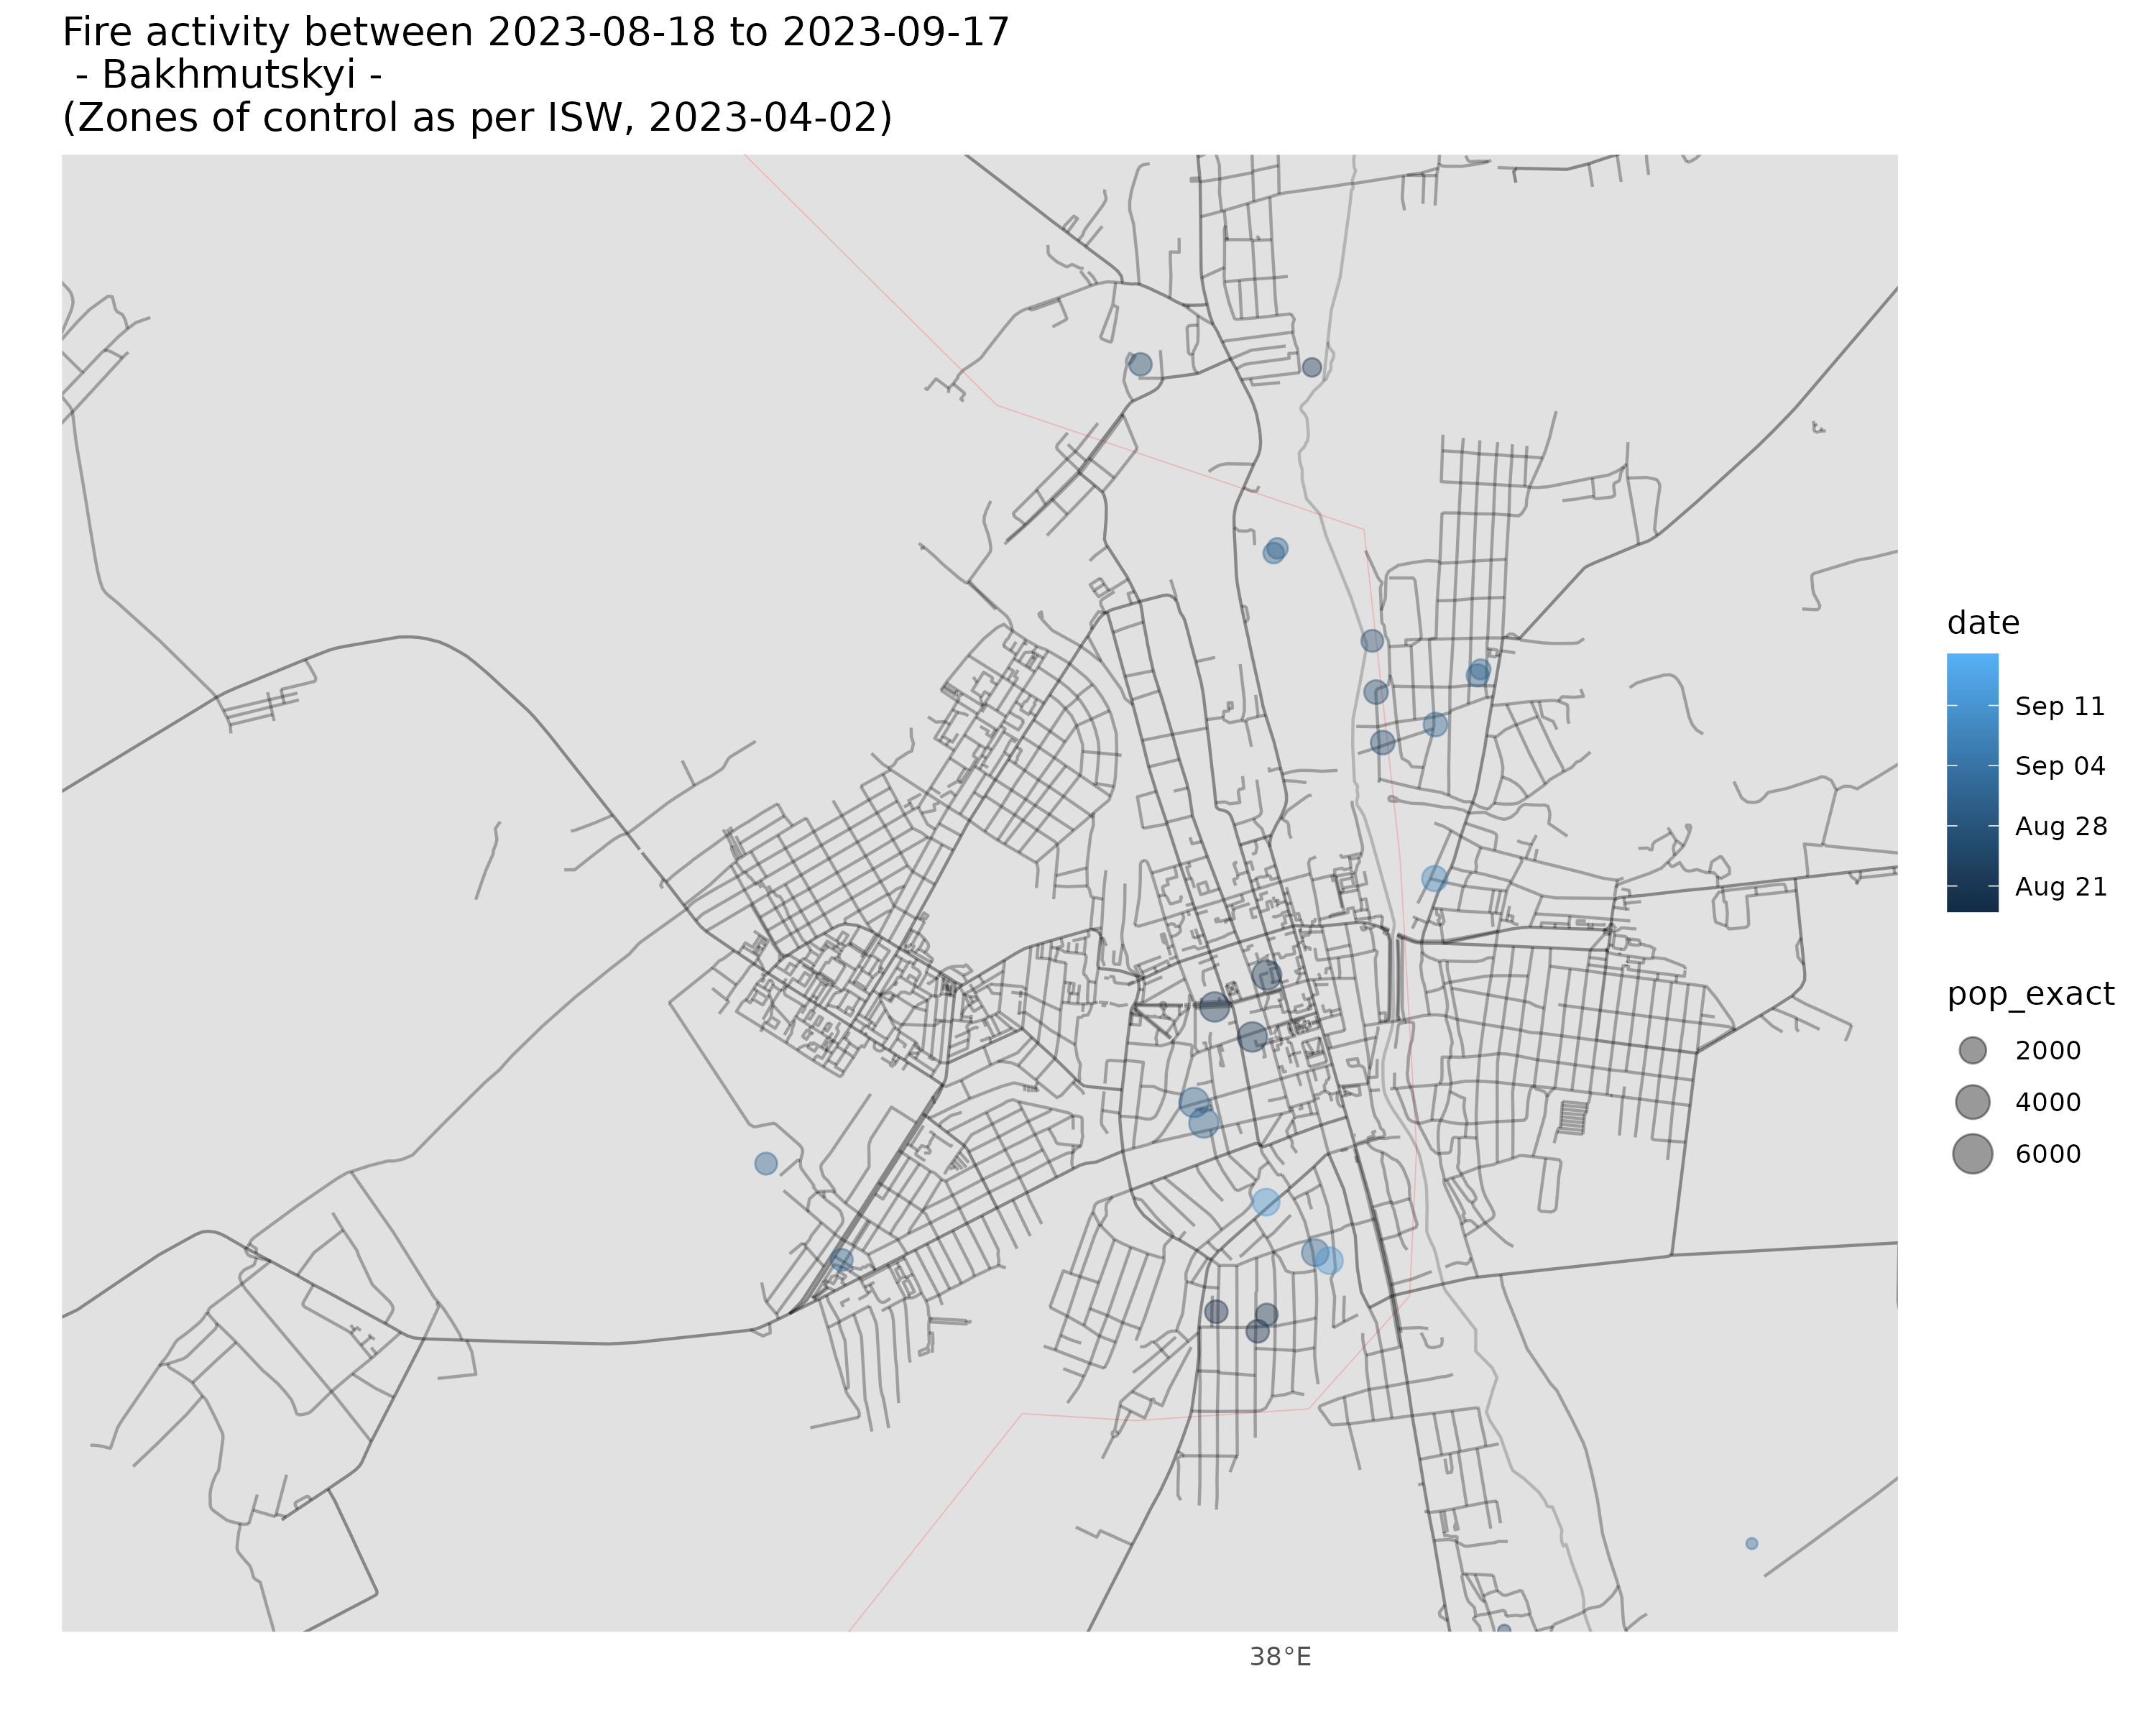 Fire activity between 2023-08-18 to 2023-09-17
- Bakhmutskyi -
(Zones of control as per ISW, 2023-04-02)
date
Sep 11
Sep 04
Aug 28
Aug 21
pop_exact
2000
4000
6000
38°E